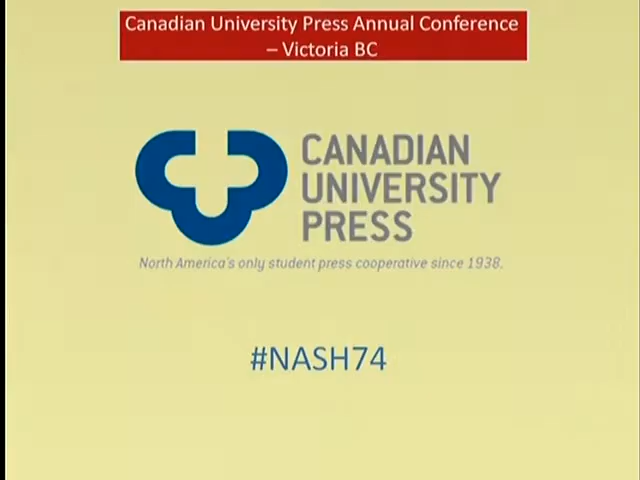 Canadian University Press Annual Conference
– Victoria BC
CANADIAN
UNIVERSITY
PRESS
North America's only student press cooperative since 1938.
#NASH74